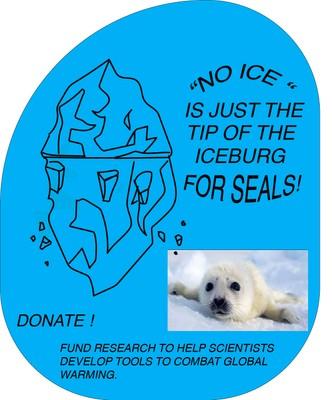 "NO ICE "
IS JUST THE
TIP OF THE
ICEBURG
FOR SEALS!
DONATE !
FUND RESEARCH TO HELP SCIENTISTS
DEVELOP TOOLS TO COMBAT GLOBAL
WARMING.